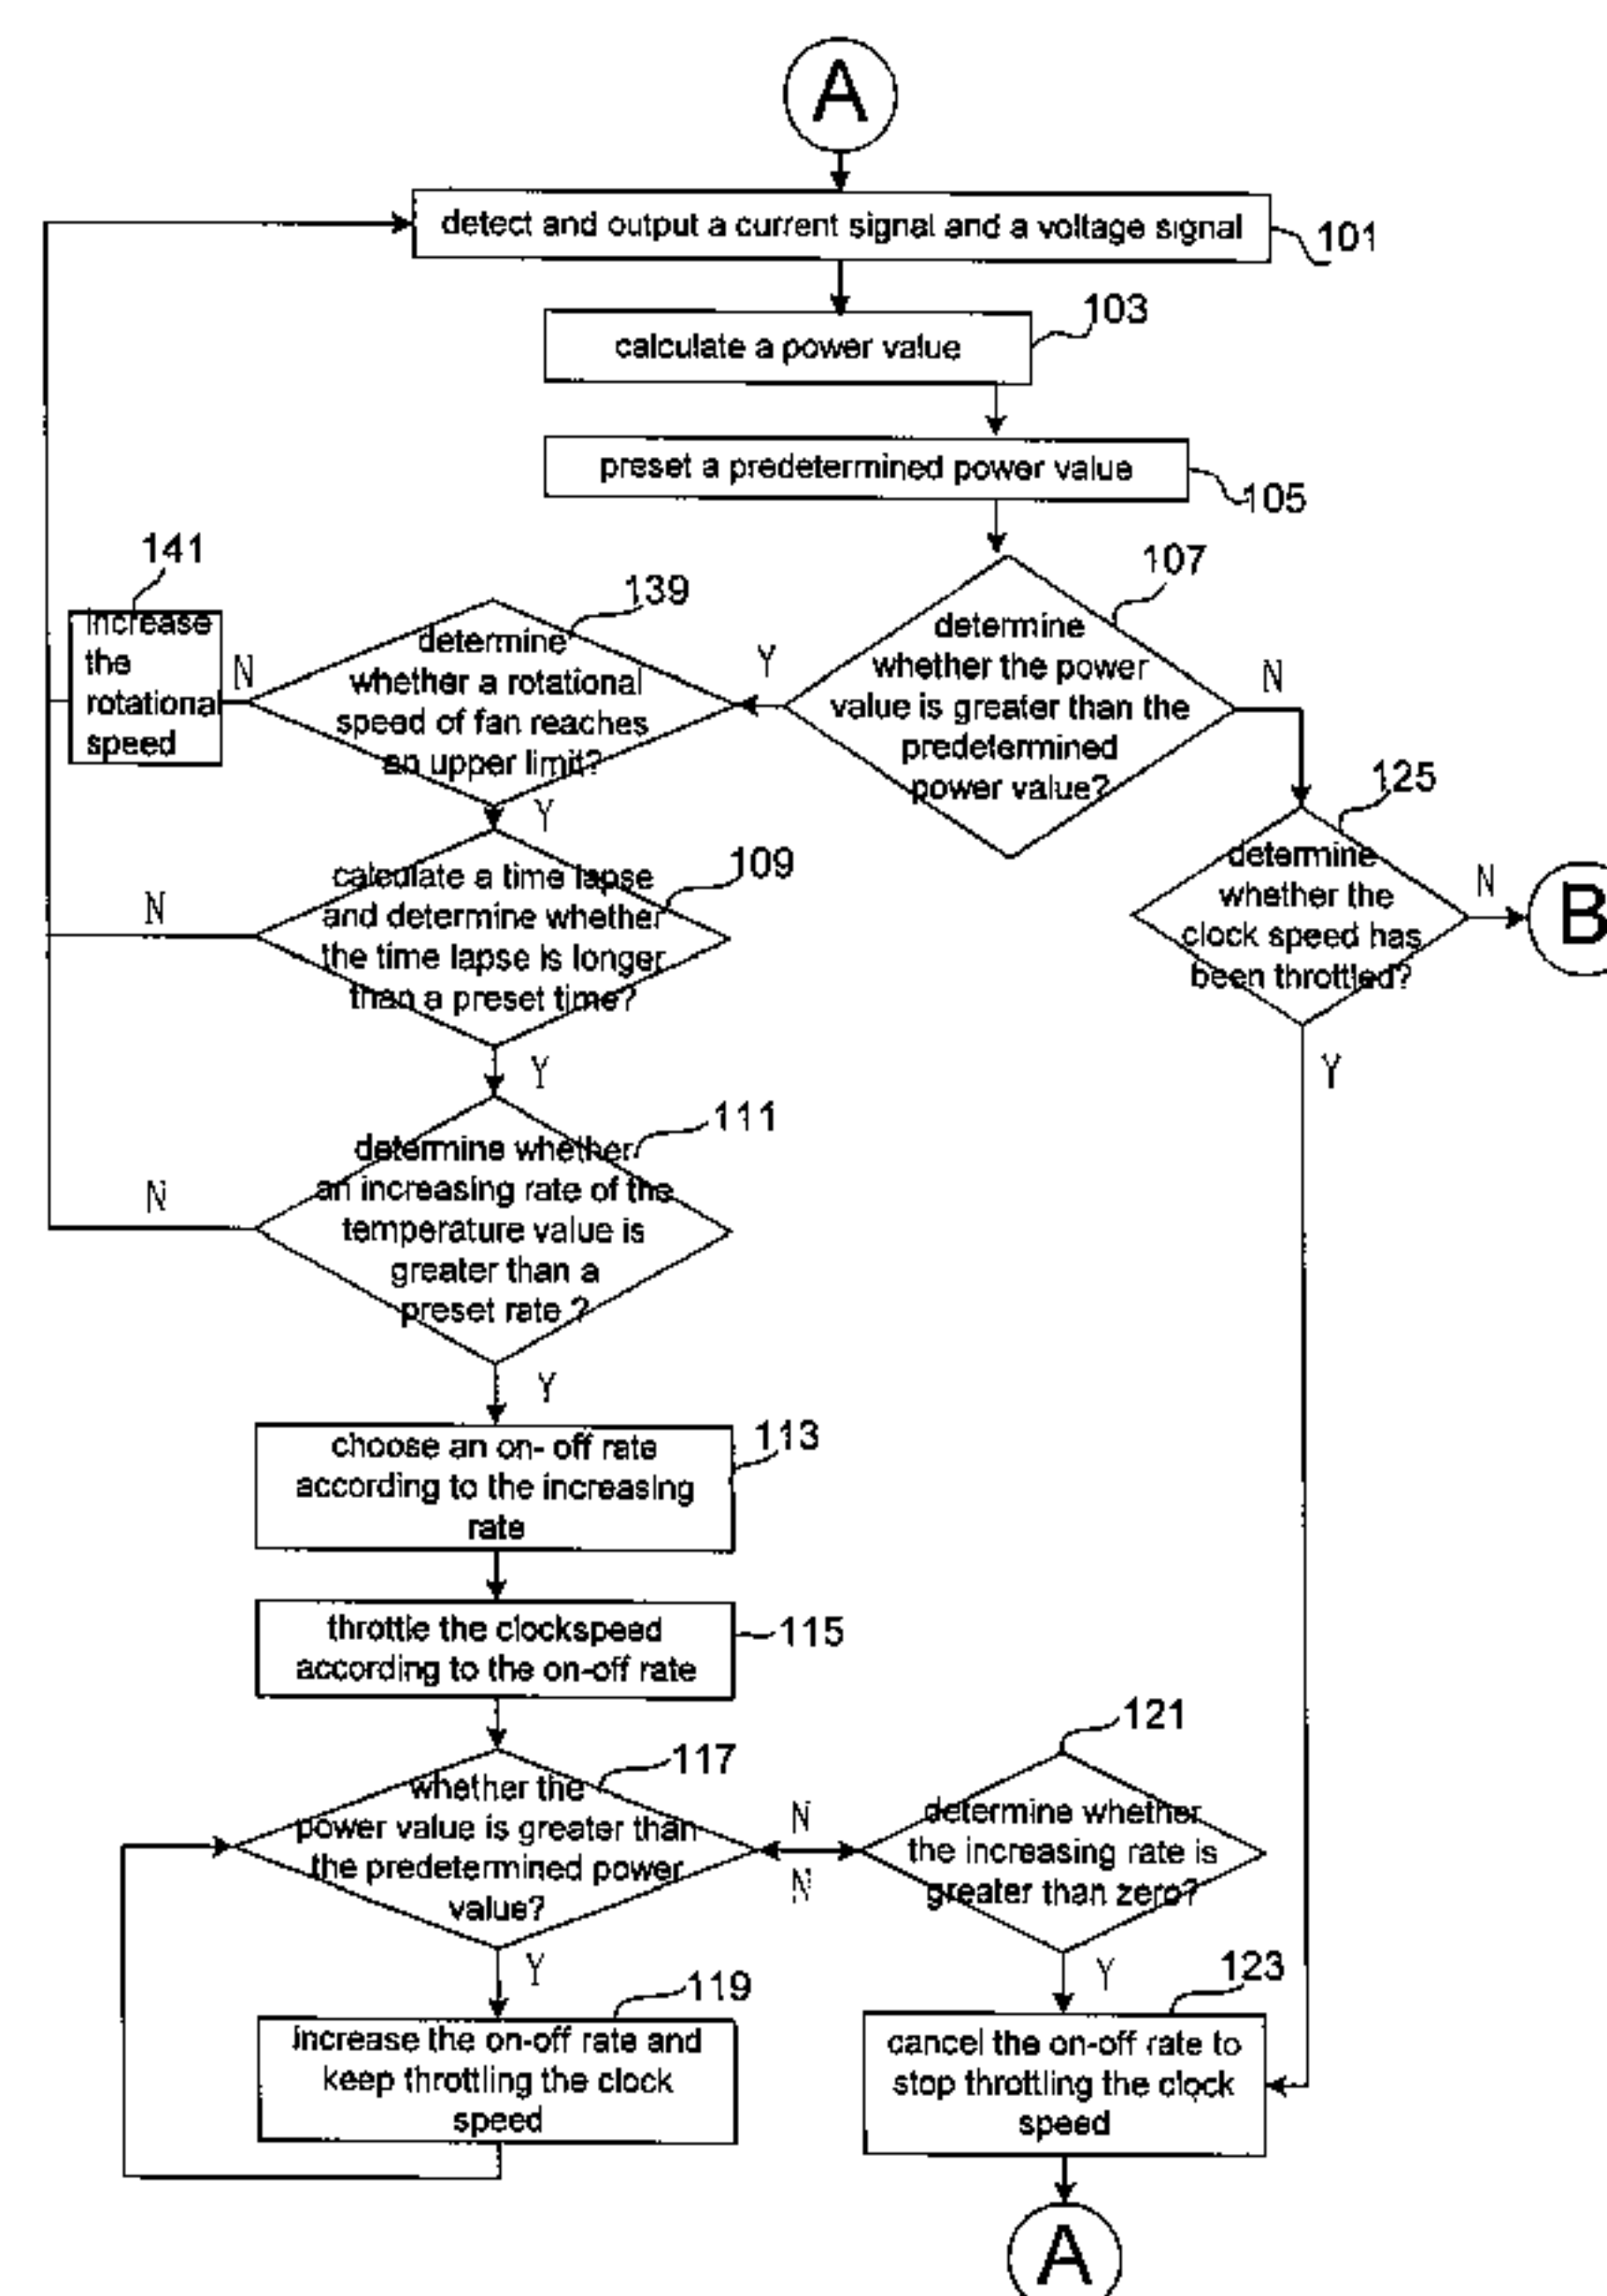 A
detect and output a current signal and a voltage signal
101
103
calculate a power value
preset a predetermined power value
105
141
increase
the
rotational
speed
N
139
determine
whether a rotational
speed of fan reaches
an upper limit?
Y
107
determine
whether the power
value is greater than the
predetermined
power value?
N
Y
125
determine
whether the
clock speed has
been throttled?
N
B
Y
109
calculate a time lapse
and determine whether
the time lapse is longer
than a preset time?
N
Y
111
determine whether
an increasing rate of the
temperature value is
greater than a
preset rate ?
N
Y
113
choose an on- off rate
according to the increasing
rate
throttle the clockspeed
according to the on-off rate
115
117
whether the
power value is greater than
the predetermined power
value?
N
N
121
determine whether
the increasing rate is
greater than zero?
Y
Y
119
increase the on-off rate and
keep throttling the clock
speed
123
cancel the on-off rate to
stop throttling the clock
speed
A